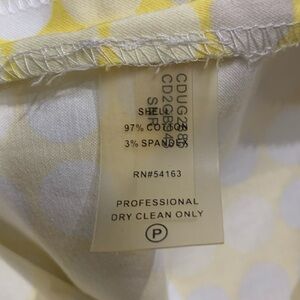 SHELL
97% COTTON
3% SPANDEX
RN#54163
PROFESSIONAL
DRY CLEAN ONLY
P